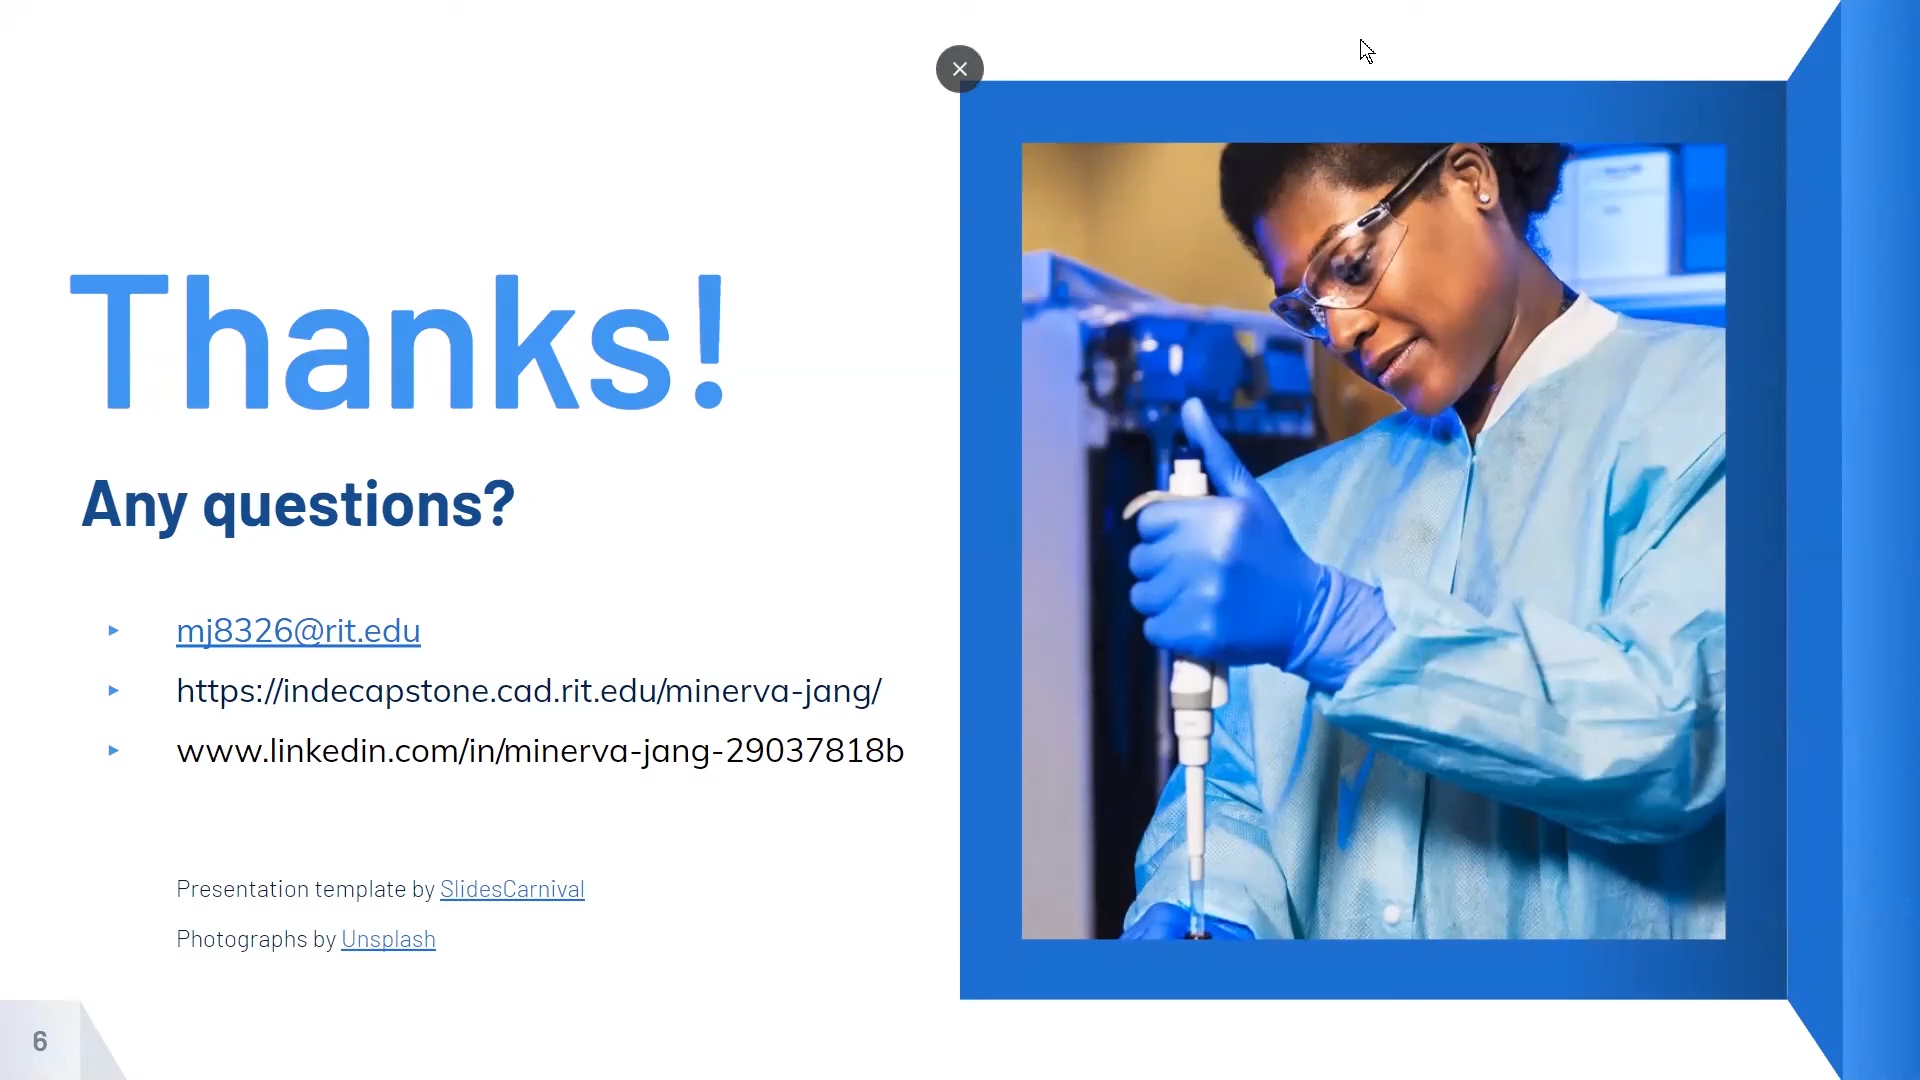 Thanks!
Any questions?
mj8326@rit.edu
https://indecapstone.cad.rit.edu/minerva-jang/
www.linkedin.com/in/minerva-jang-29037818b
Presentation template by SlidesCarnival
Photographs by Unsplash
6